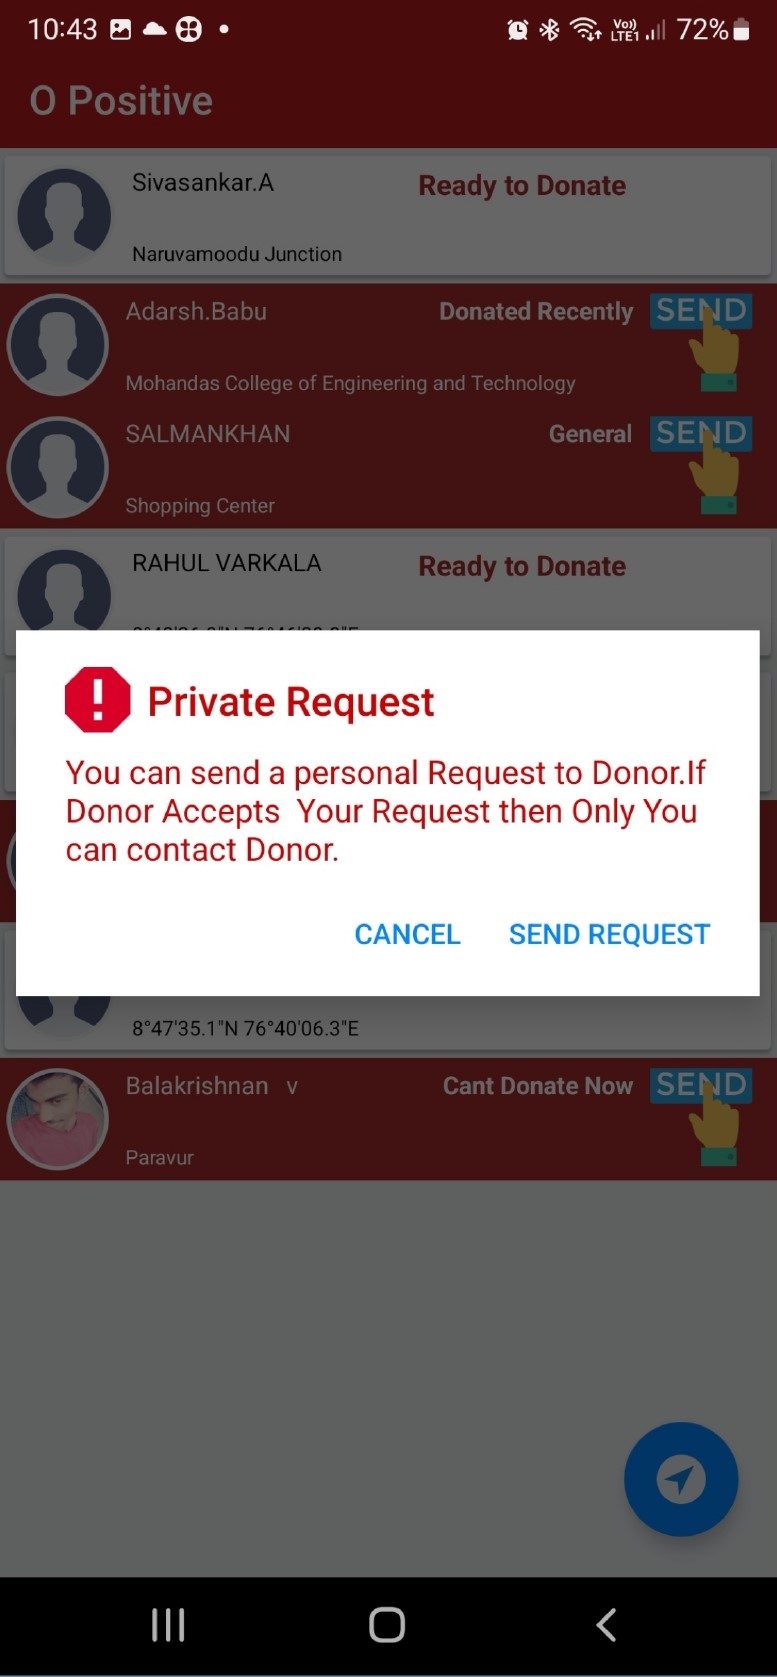 10:43
Vo))
LTE1
72%
O Positive
Sivasankar.A
Ready to Donate
Naruvamoodu Junction
Adarsh.Babu
Donated Recently
SEND
Mohandas College of Engineering and Technology
SALMANKHAN
General
SEND
Shopping Center
RAHUL VARKALA
Ready to Donate
Private Request
You can send a personal Request to Donor.If
Donor Accepts  Your Request then Only You
can contact Donor.
CANCEL
SEND REQUEST
8°47'35.1"N 76°40'06.3"E
Balakrishnan v
Cant Donate Now
SEND
Paravur